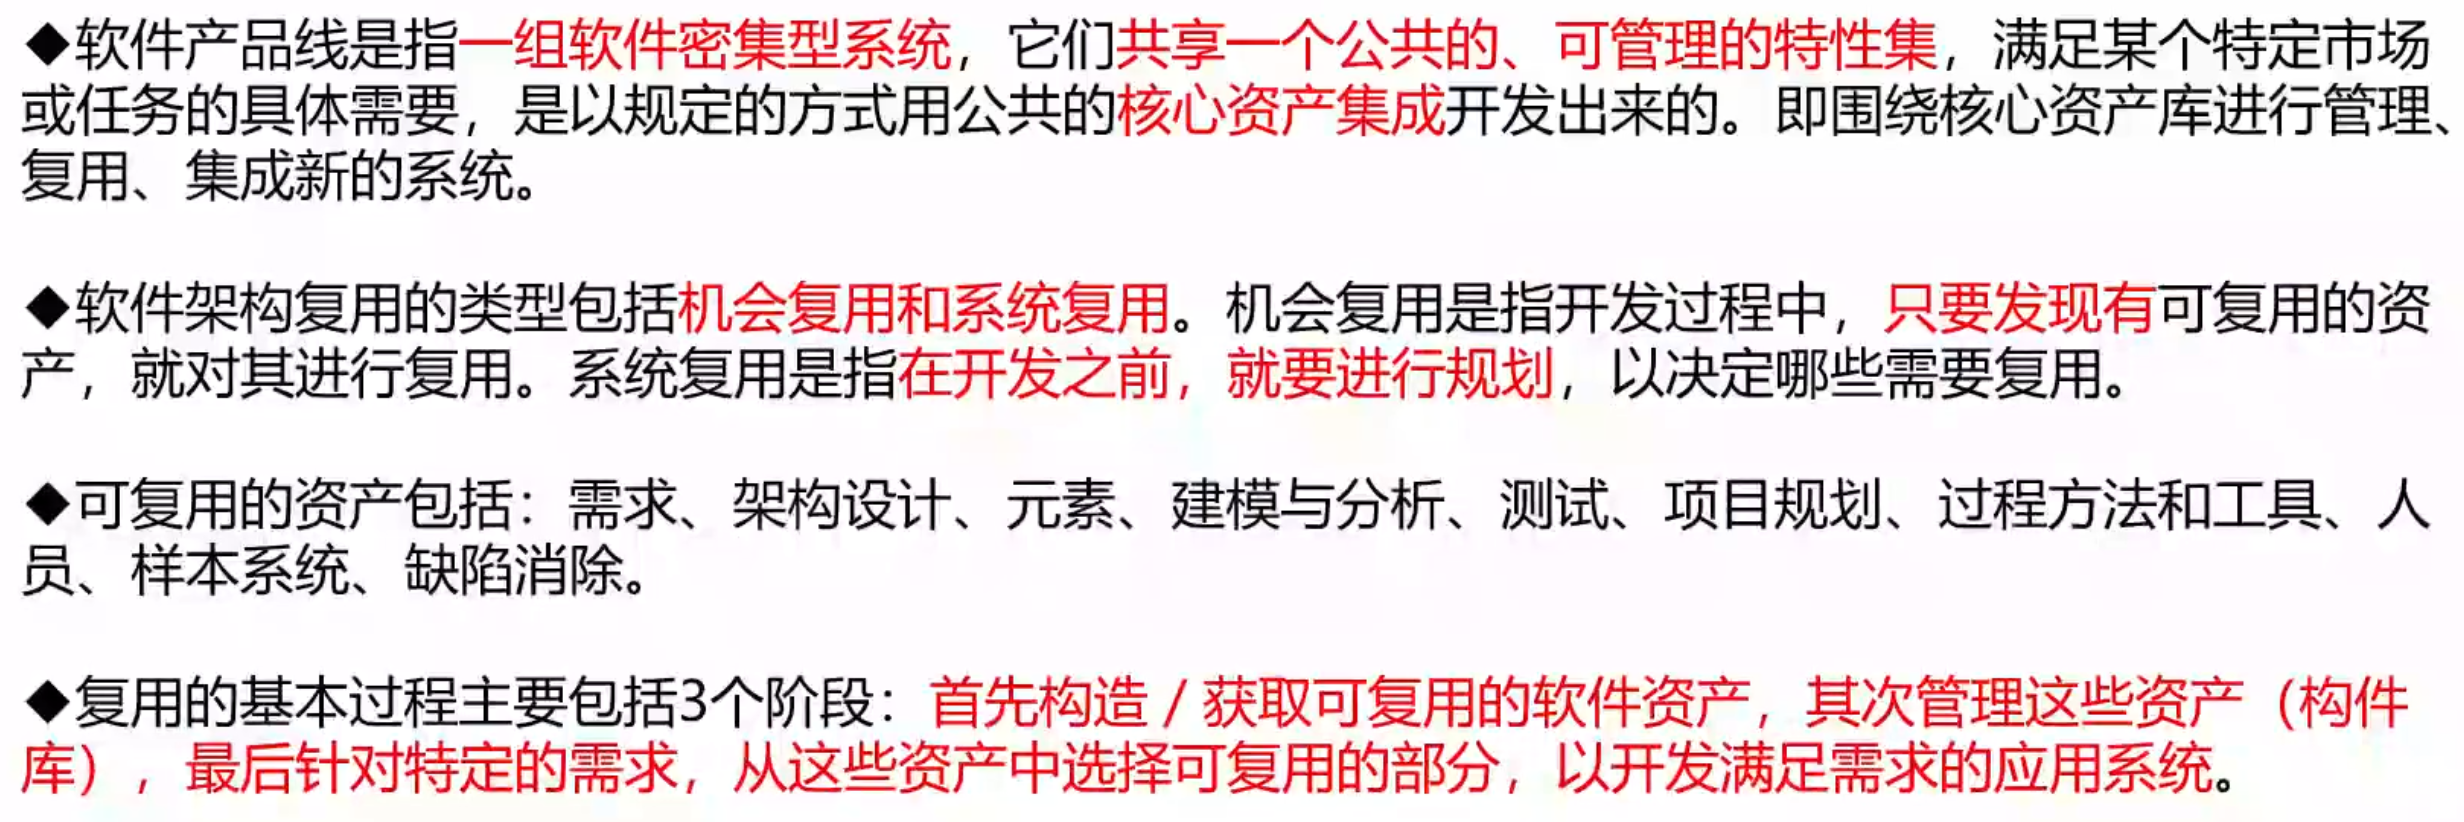 ◆软件产品线是指一组软件密集型系统，它们共享一个公共的、可管理的特性集，满足某个特定市场
或任务的具体需要，是以规定的方式用公共的核心资产集成开发出来的。即围绕核心资产库进行管理、
复用、集成新的系统。
◆软件架构复用的类型包括机会复用和系统复用。机会复用是指开发过程中，只要发现有可复用的资
产，就对其进行复用。系统复用是指在开发之前，就要进行规划，以决定哪些需要复用。
◆可复用的资产包括：需求、架构设计、元素、建模与分析、测试、项目规划、过程方法和工具、人
员、样本系统、缺陷消除。
◆复用的基本过程主要包括3个阶段：首先构造 / 获取可复用的软件资产，其次管理这些资产（构件
库），最后针对特定的需求，从这些资产中选择可复用的部分，以开发满足需求的应用系统。